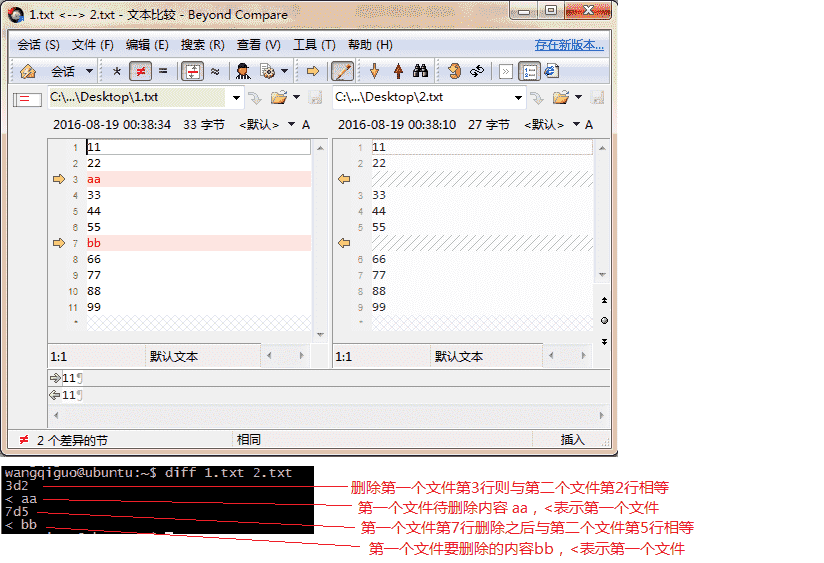 1.txt <--> 2.txt - 文本比较 - Beyond Compare
会话 (S) 文件 (F) 编辑 (E) 搜索 (R) 查看 (V) 工具 (T) 帮助 (H) 存在新版本...
会话 * ≠ = ≈
C:\...\Desktop\1.txt C:\...\Desktop\2.txt
2016-08-19 00:38:34 33 字节 <默认> A 2016-08-19 00:38:10 27 字节 <默认> A
1 11 1 11
2 22 2 22
3 aa
4 33 3 33
5 44 4 44
6 55 5 55
7 bb
8 66 6 66
9 77 7 77
10 88 8 88
11 99 9 99
1:1 默认文本 1:1 默认文本
11¶
11¶
≠ 2 个差异的节 相同 插入
wangqiguo@ubuntu:~$ diff 1.txt 2.txt
3d2 删除第一个文件第3行则与第二个文件第2行相等
< aa 第一个文件待删除内容 aa，<表示第一个文件
7d5 第一个文件第7行删除之后与第二个文件第5行相等
< bb 第一个文件要删除的内容bb，<表示第一个文件